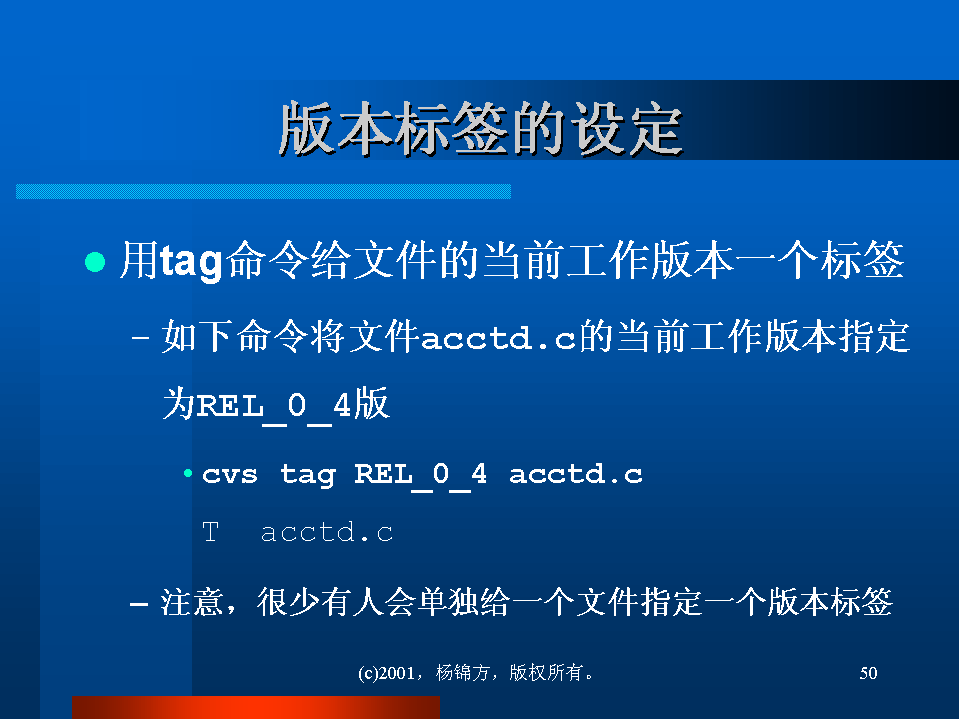 版本标签的设定
用tag命令给文件的当前工作版本一个标签
– 如下命令将文件acctd.c的当前工作版本指定
为REL_0_4版
• cvs tag REL_0_4 acctd.c
T acctd.c
– 注意，很少有人会单独给一个文件指定一个版本标签
(c)2001，杨锦方，版权所有。
50